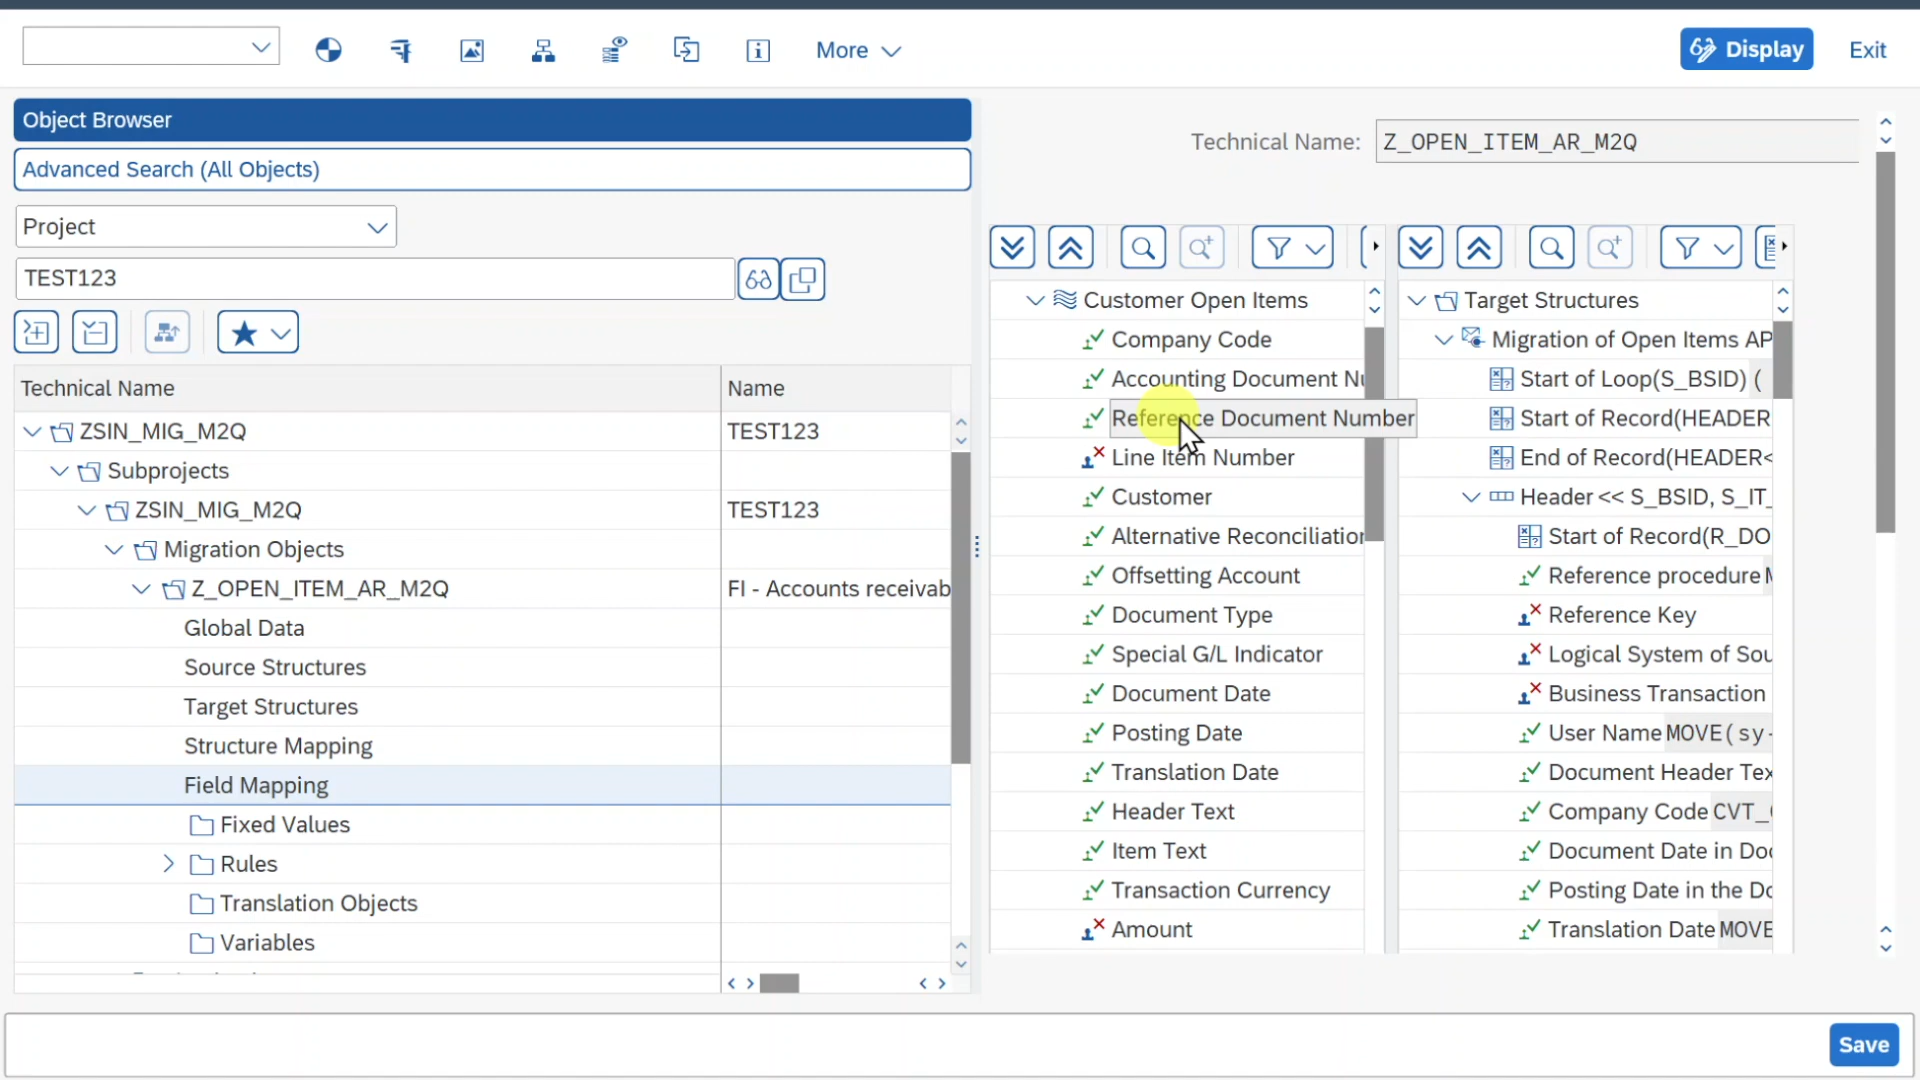 More
Display
Exit
Object Browser
Advanced Search (All Objects)
Project
TEST123
Technical Name
Name
ZSIN_MIG_M2Q
TEST123
Subprojects
ZSIN_MIG_M2Q
TEST123
Migration Objects
Z_OPEN_ITEM_AR_M2Q
FI - Accounts receivab
Global Data
Source Structures
Target Structures
Structure Mapping
Field Mapping
Fixed Values
Rules
Translation Objects
Variables
Technical Name:
Z_OPEN_ITEM_AR_M2Q
Customer Open Items
Company Code
Accounting Document Nu
Reference Document Number
Line Item Number
Customer
Alternative Reconciliation
Offsetting Account
Document Type
Special G/L Indicator
Document Date
Posting Date
Translation Date
Header Text
Item Text
Transaction Currency
Amount
Target Structures
Migration of Open Items AP
Start of Loop(S_BSID) (
Start of Record(HEADER
End of Record(HEADER<
Header << S_BSID, S_IT_
Start of Record(R_DO
Reference procedure M
Reference Key
Logical System of Sou
Business Transaction
User Name MOVE(sy-
Document Header Tex
Company Code CVT_
Document Date in Doc
Posting Date in the Do
Translation Date MOVE
Save